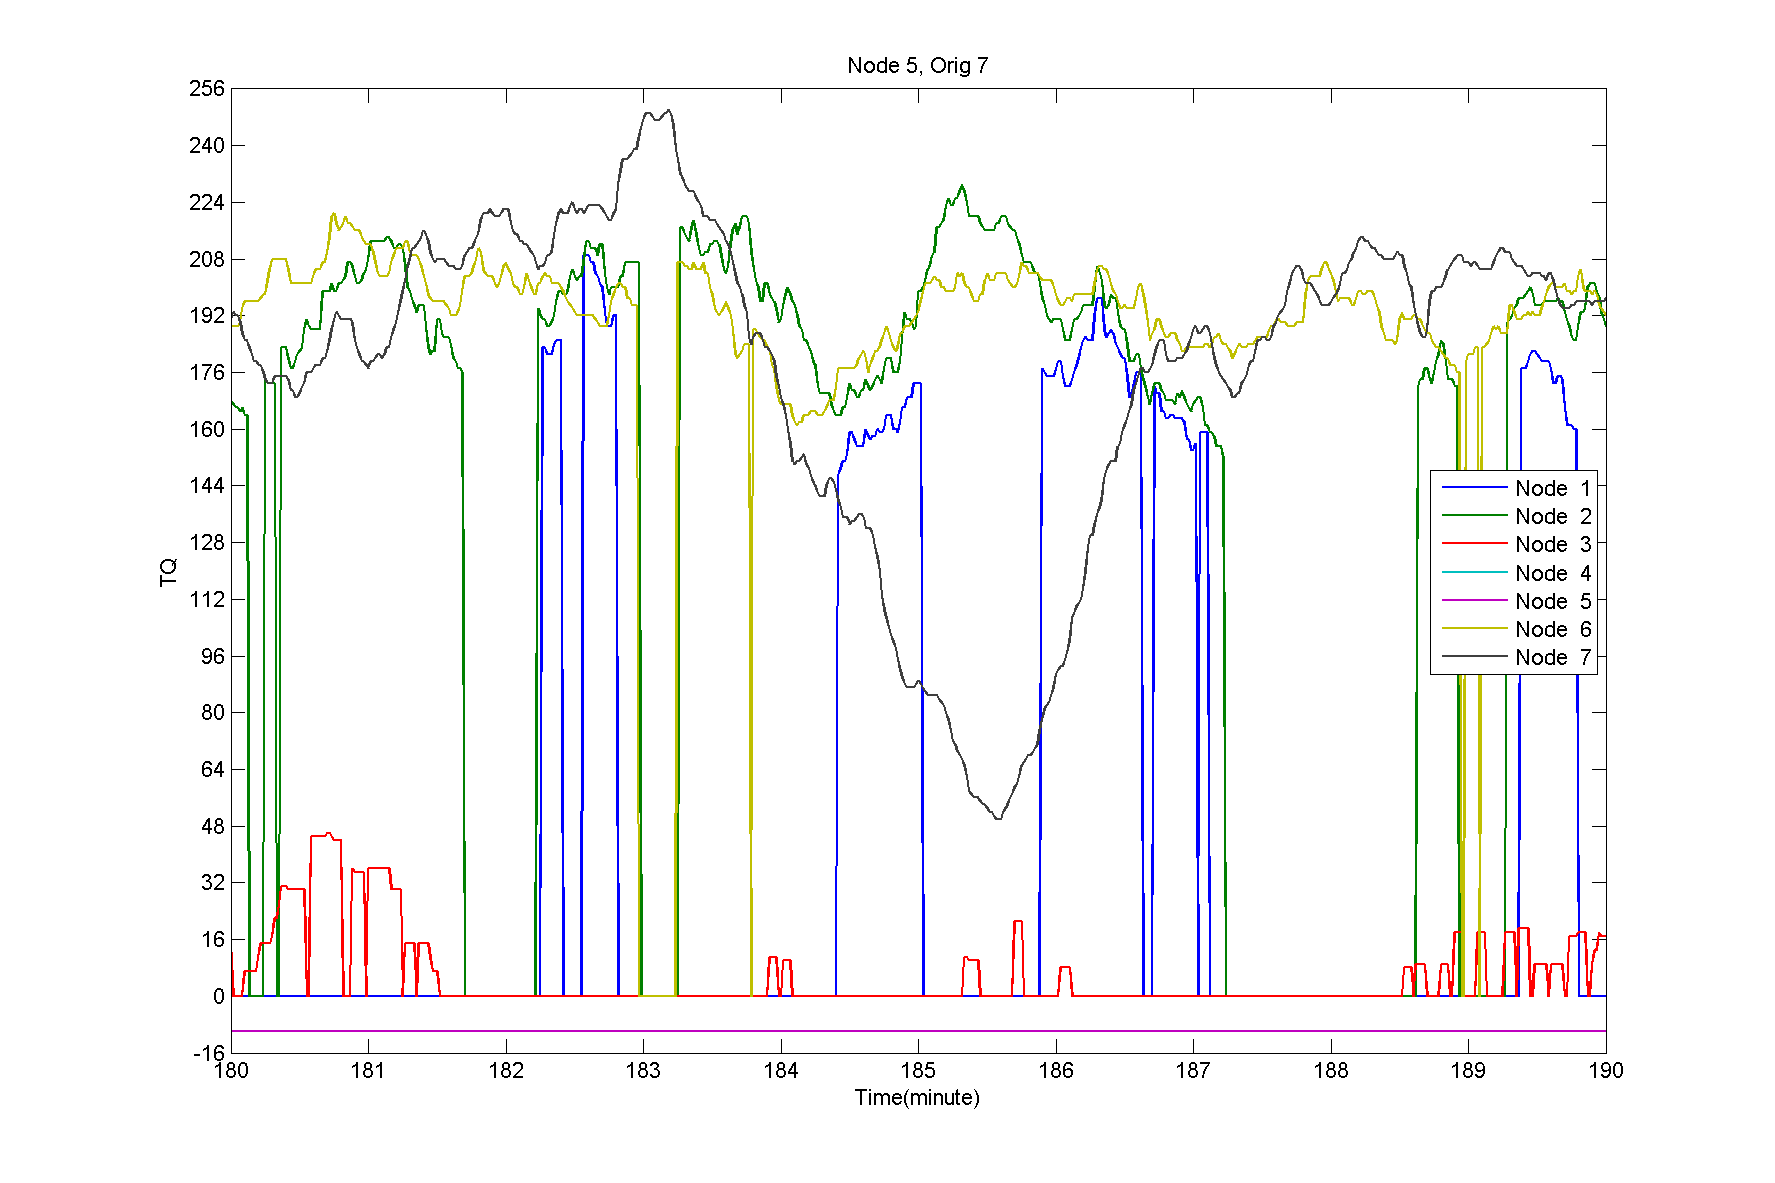 Node 5, Orig 7
256
240
224
208
192
176
160
144
128
112
96
80
64
48
32
16
0
-16
TQ
Node 1
Node 2
Node 3
Node 4
Node 5
Node 6
Node 7
180 181 182 183 184 185 186 187 188 189 190
Time(minute)